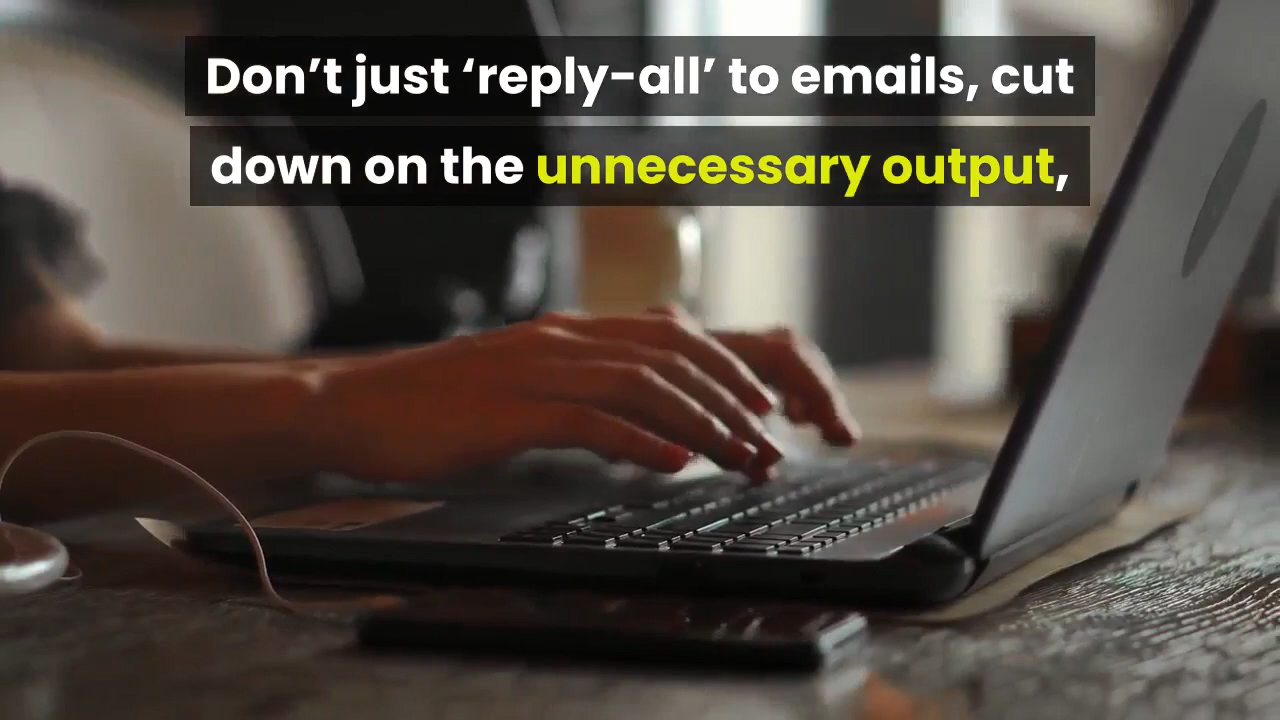 Don’t just ‘reply-all’ to emails, cut
down on the unnecessary output,